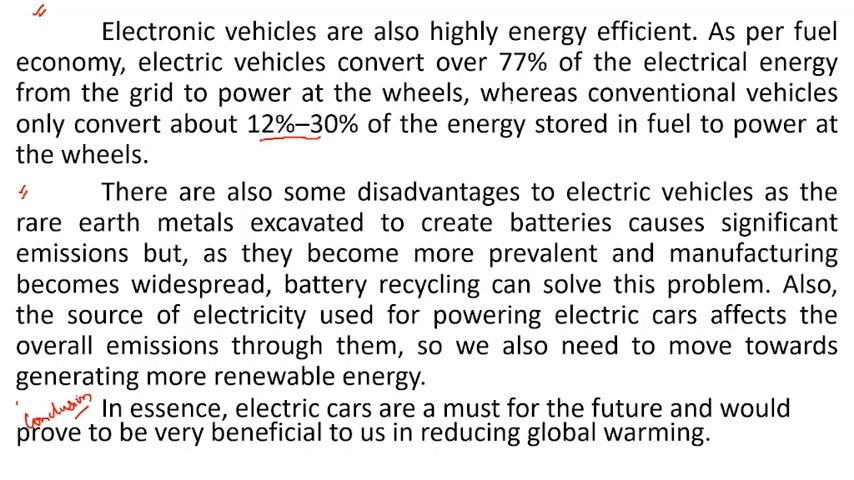 Electronic vehicles are also highly energy efficient. As per fuel
economy, electric vehicles convert over 77% of the electrical energy
from the grid to power at the wheels, whereas conventional vehicles
only convert about 12%–30% of the energy stored in fuel to power at
the wheels.
There are also some disadvantages to electric vehicles as the
rare earth metals excavated to create batteries causes significant
emissions but, as they become more prevalent and manufacturing
becomes widespread, battery recycling can solve this problem. Also,
the source of electricity used for powering electric cars affects the
overall emissions through them, so we also need to move towards
generating more renewable energy.
Conclusion In essence, electric cars are a must for the future and would
prove to be very beneficial to us in reducing global warming.